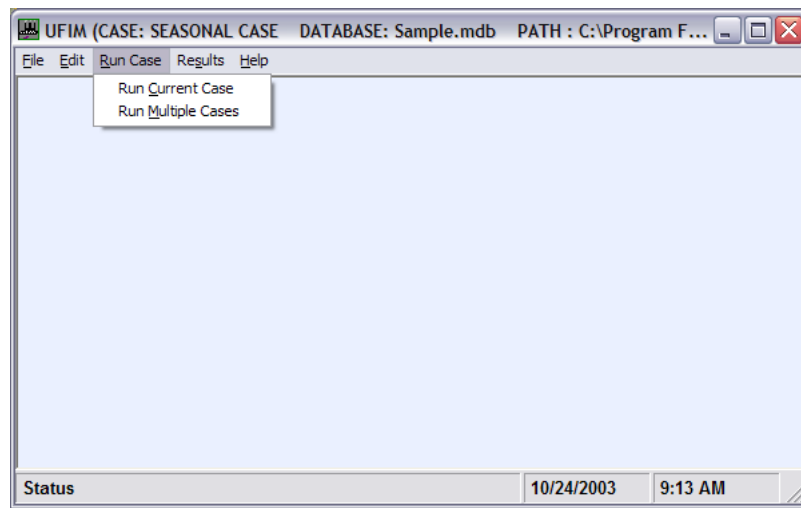 UFIM (CASE: SEASONAL CASE DATABASE: Sample.mdb PATH : C:\Program F...
File Edit Run Case Results Help
Run Current Case
Run Multiple Cases
Status 10/24/2003 9:13 AM